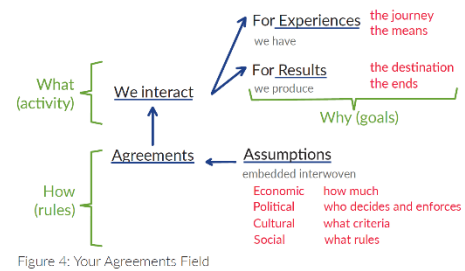 For Experiences
we have
the journey
the means
For Results
we produce
the destination
the ends
Why (goals)
What
(activity)
We interact
How
(rules)
Agreements
Assumptions
embedded interwoven
Economic how much
Political who decides and enforces
Cultural what criteria
Social what rules
Figure 4: Your Agreements Field